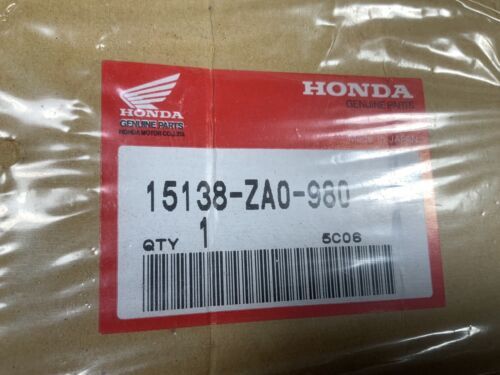 HONDA
GENUINE PARTS
HONDA MOTOR CO.,LTD.
HONDA
GENUINE PARTS
15138-ZA0-980
QTY 1 5C06